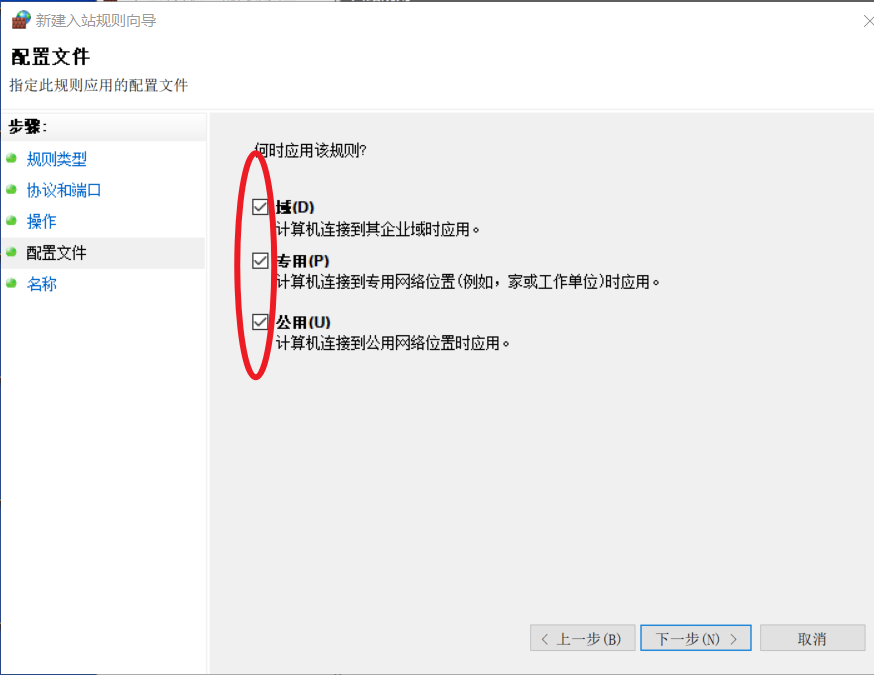 新建入站规则向导
配置文件
指定此规则应用的配置文件
步骤:
规则类型
协议和端口
操作
配置文件
名称
何时应用该规则?
域(D)
计算机连接到其企业域时应用。
专用(P)
计算机连接到专用网络位置(例如，家或工作单位)时应用。
公用(U)
计算机连接到公用网络位置时应用。
< 上一步(B)
下一步(N) >
取消